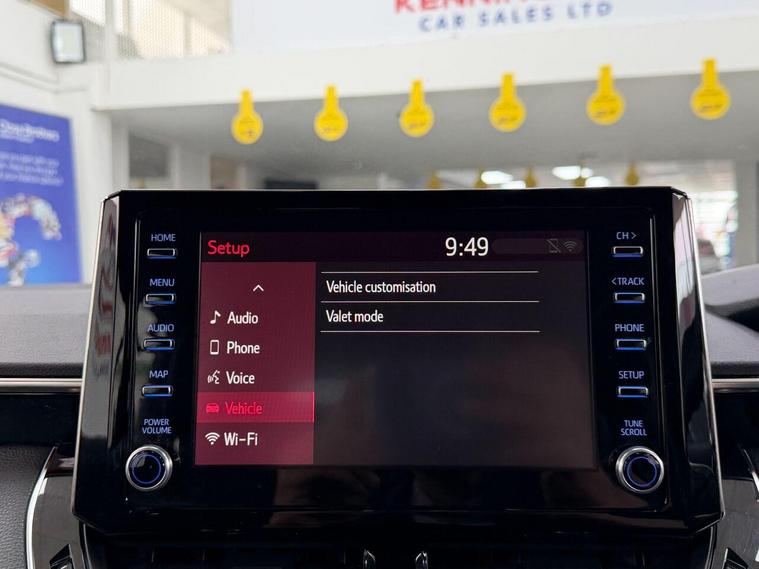 CAR SALES LTD
HOME
MENU
AUDIO
MAP
POWER
VOLUME
Setup
9:49
Audio
Phone
Voice
Vehicle
Wi-Fi
Vehicle customisation
Valet mode
CH >
< TRACK
PHONE
SETUP
TUNE
SCROLL